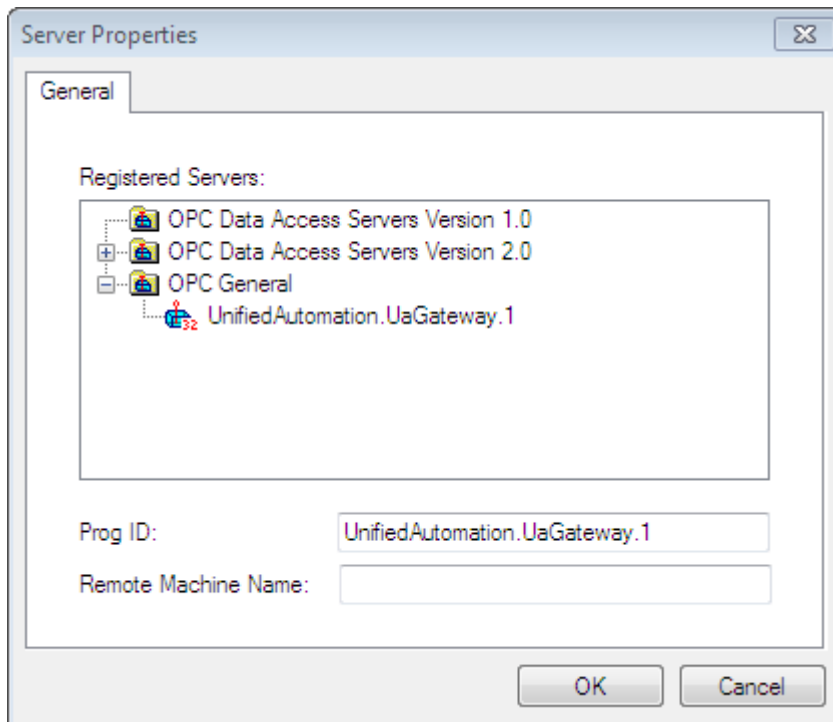 Server Properties
General
Registered Servers:
OPC Data Access Servers Version 1.0
OPC Data Access Servers Version 2.0
OPC General
32 UnifiedAutomation.UaGateway.1
Prog ID: UnifiedAutomation.UaGateway.1
Remote Machine Name:
OK Cancel